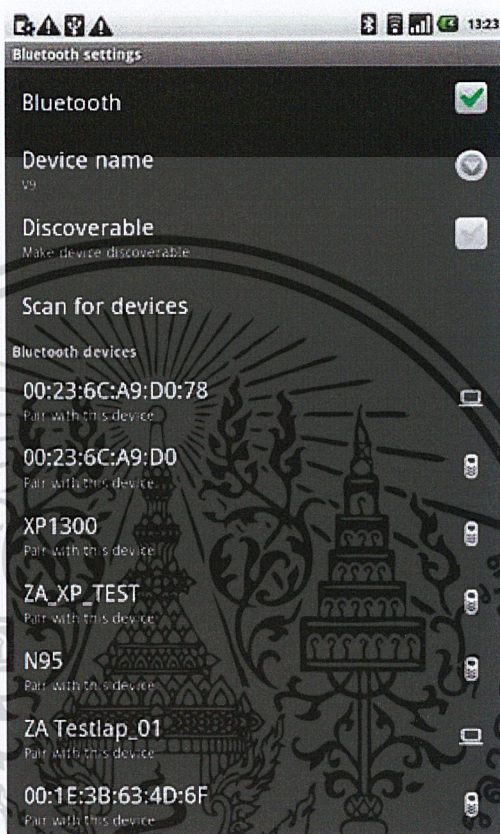 13:23
Bluetooth settings
Bluetooth
Device name
V9
Discoverable
Make device discoverable
Scan for devices
Bluetooth devices
00:23:6C:A9:D0:78
Pair with this device
00:23:6C:A9:D0
Pair with this device
XP1300
Pair with this device
ZA_XP_TEST
Pair with this device
N95
Pair with this device
ZA Testlap_01
Pair with this device
00:1E:3B:63:4D:6F
Pair with this device